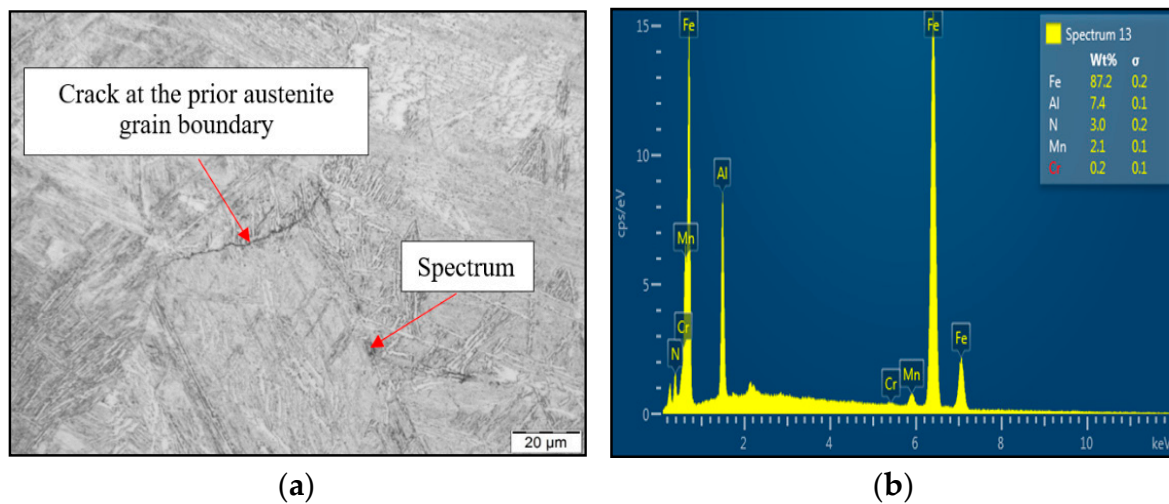 Crack at the prior austenite
grain boundary
Spectrum
20 µm
(a)
15
10
5
0
cps/eV
Fe
Mn
Cr
N
Al
Cr
Mn
Fe
Fe
2
4
6
8
10
keV
Spectrum 13
Wt% σ
Fe 87.2 0.2
Al 7.4 0.1
N 3.0 0.2
Mn 2.1 0.1
Cr 0.2 0.1
(b)